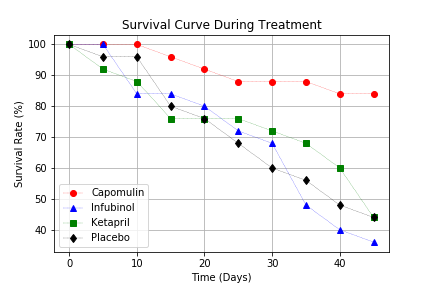 Survival Curve During Treatment
100
90
80
70
60
50
40
Survival Rate (%)
Capomulin
Infubinol
Ketapril
Placebo
0 10 20 30 40
Time (Days)